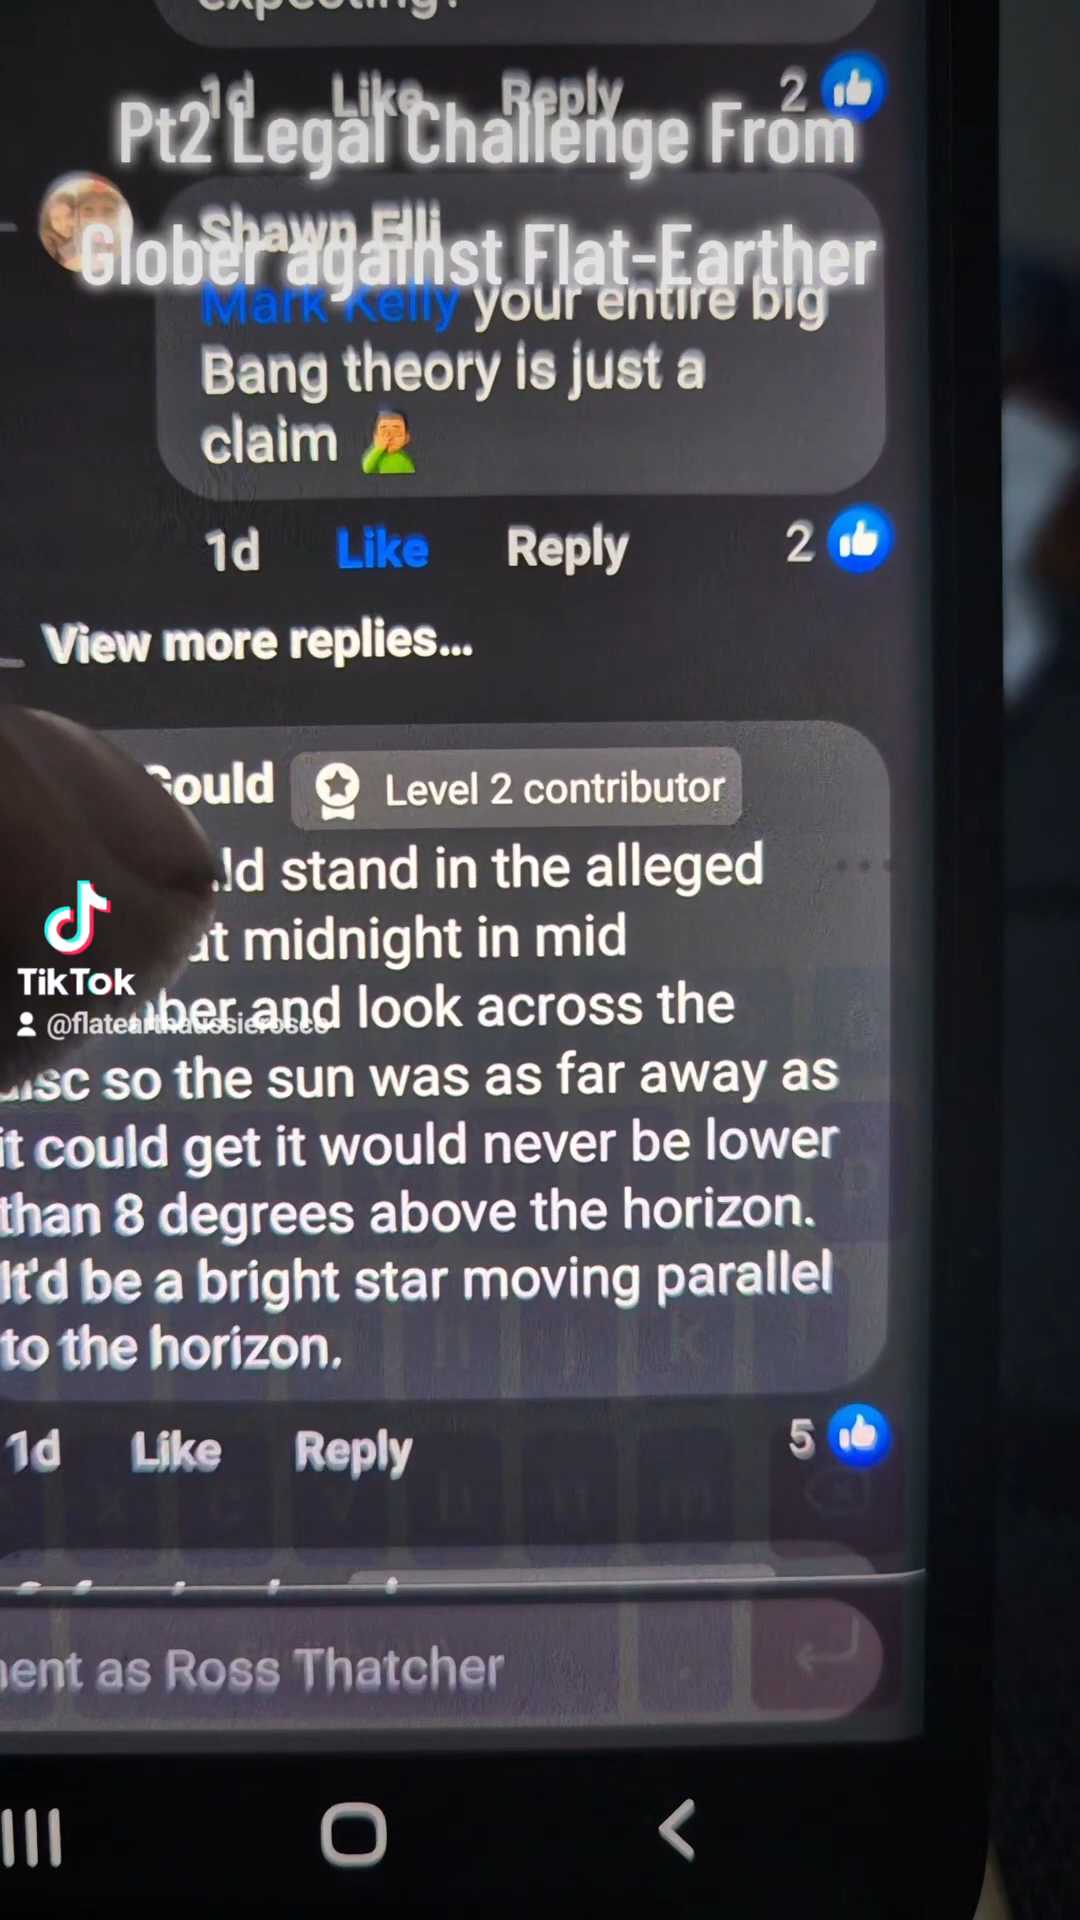 expecting?
1d Like Reply 2
Pt2 Legal Challenge From
Glober against Flat-Earther
Shawn Elli
Mark Kelly your entire big
Bang theory is just a
claim
1d Like Reply 2
View more replies...
Gould Level 2 contributor
ld stand in the alleged
at midnight in mid
ber and look across the
TikTok
@flatearthaussierosco
disc so the sun was as far away as
it could get it would never be lower
than 8 degrees above the horizon.
It'd be a bright star moving parallel
to the horizon.
1d Like Reply 5
ent as Ross Thatcher